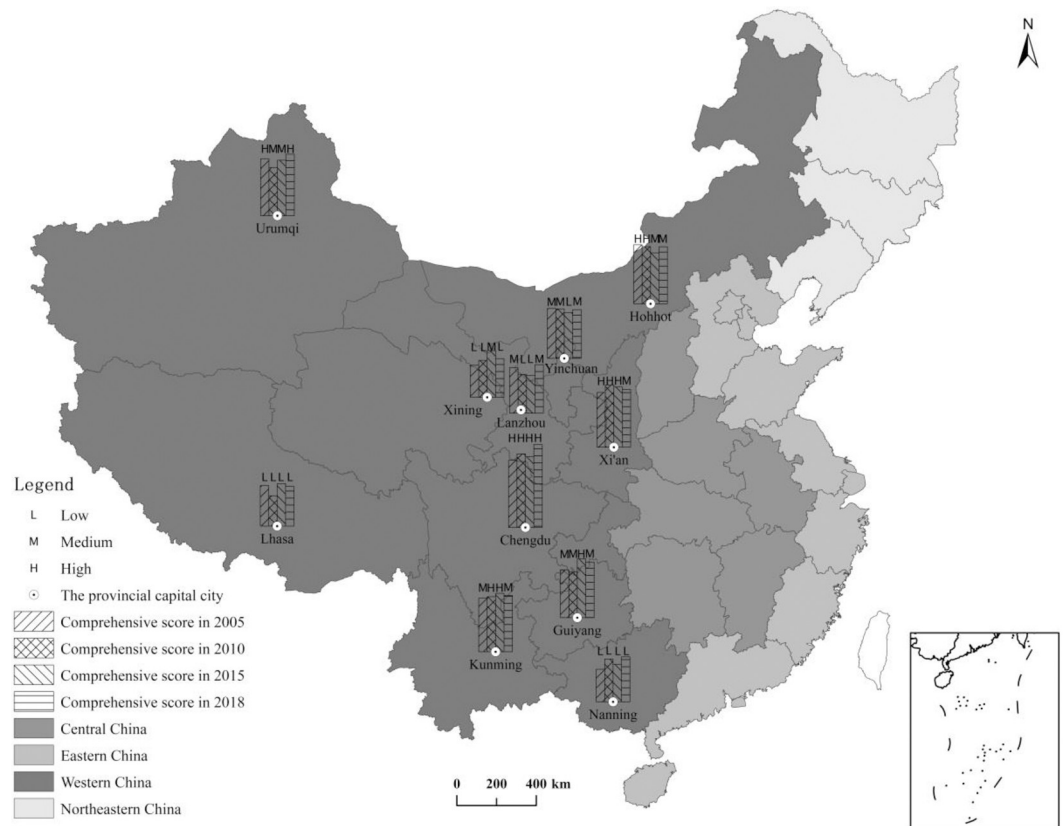 N
HMMH
Urumqi
HHMM
Hohhot
MMLM
Yinchuan
LLML
Xining
MLLM
Lanzhou
HHHM
Xi'an
HHHH
Chengdu
LLLL
Lhasa
MMHM
Guiyang
MHHM
Kunming
LLLL
Nanning
Legend
L Low
M Medium
H High
The provincial capital city
Comprehensive score in 2005
Comprehensive score in 2010
Comprehensive score in 2015
Comprehensive score in 2018
Central China
Eastern China
Western China
Northeastern China
0 200 400 km